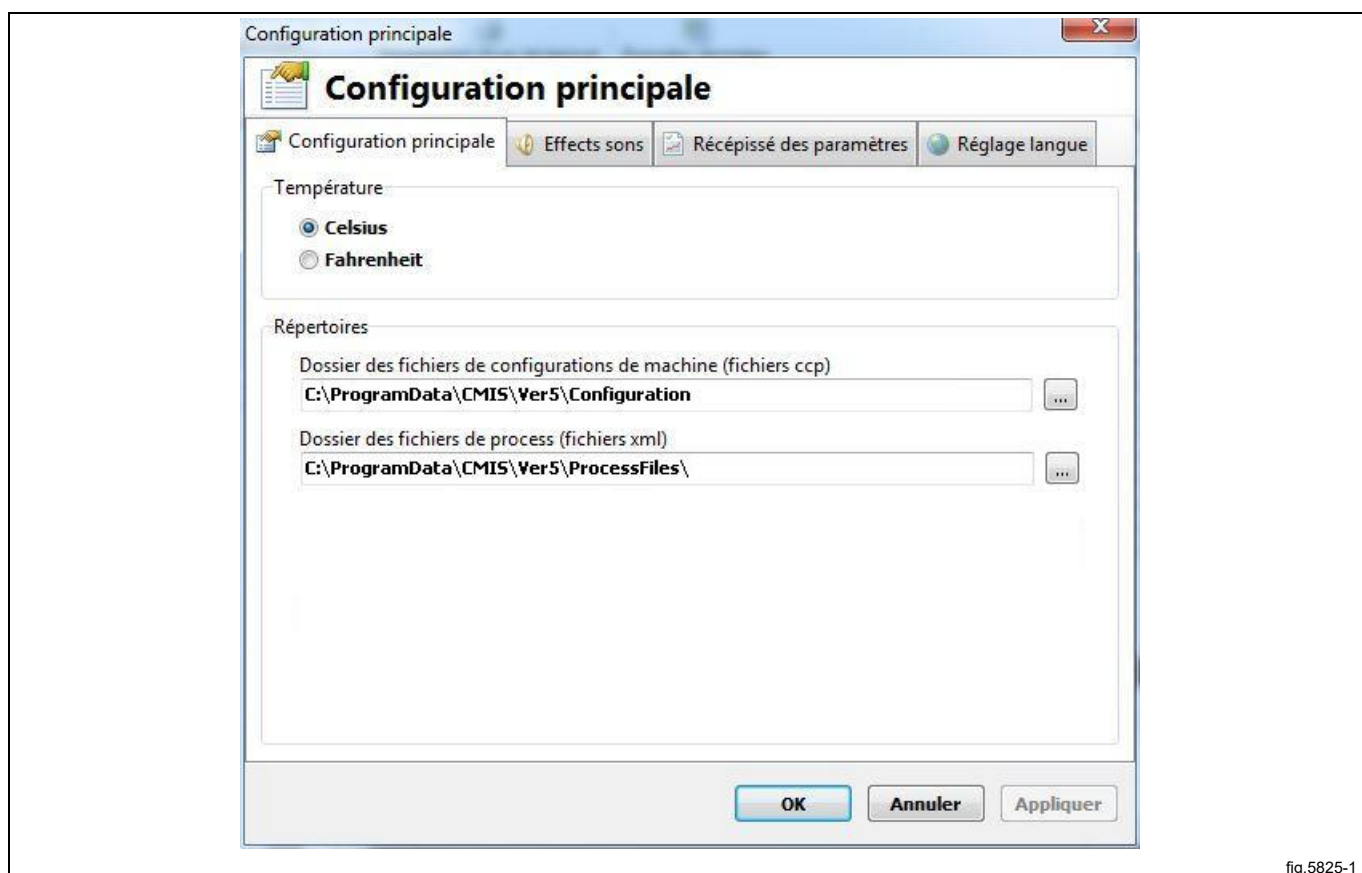 Configuration principale
Configuration principale
Configuration principale
Effects sons
Récépissé des paramètres
Réglage langue
Température
Celsius
Fahrenheit
Répertoires
Dossier des fichiers de configurations de machine (fichiers ccp)
C:\ProgramData\CMIS\Ver5\Configuration
...
Dossier des fichiers de process (fichiers xml)
C:\ProgramData\CMIS\Ver5\ProcessFiles\
...
OK
Annuler
Appliquer
fig.5825-1